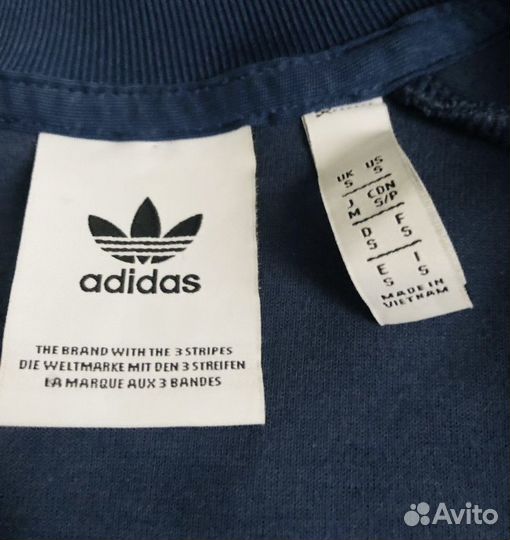 adidas
THE BRAND WITH THE 3 STRIPES
DIE WELTMARKE MIT DEN 3 STREIFEN
LA MARQUE AUX 3 BANDES
UK US
S S
J CDN
M S/P
D F
S S
E I
S S
MADE IN
VIETNAM
Avito